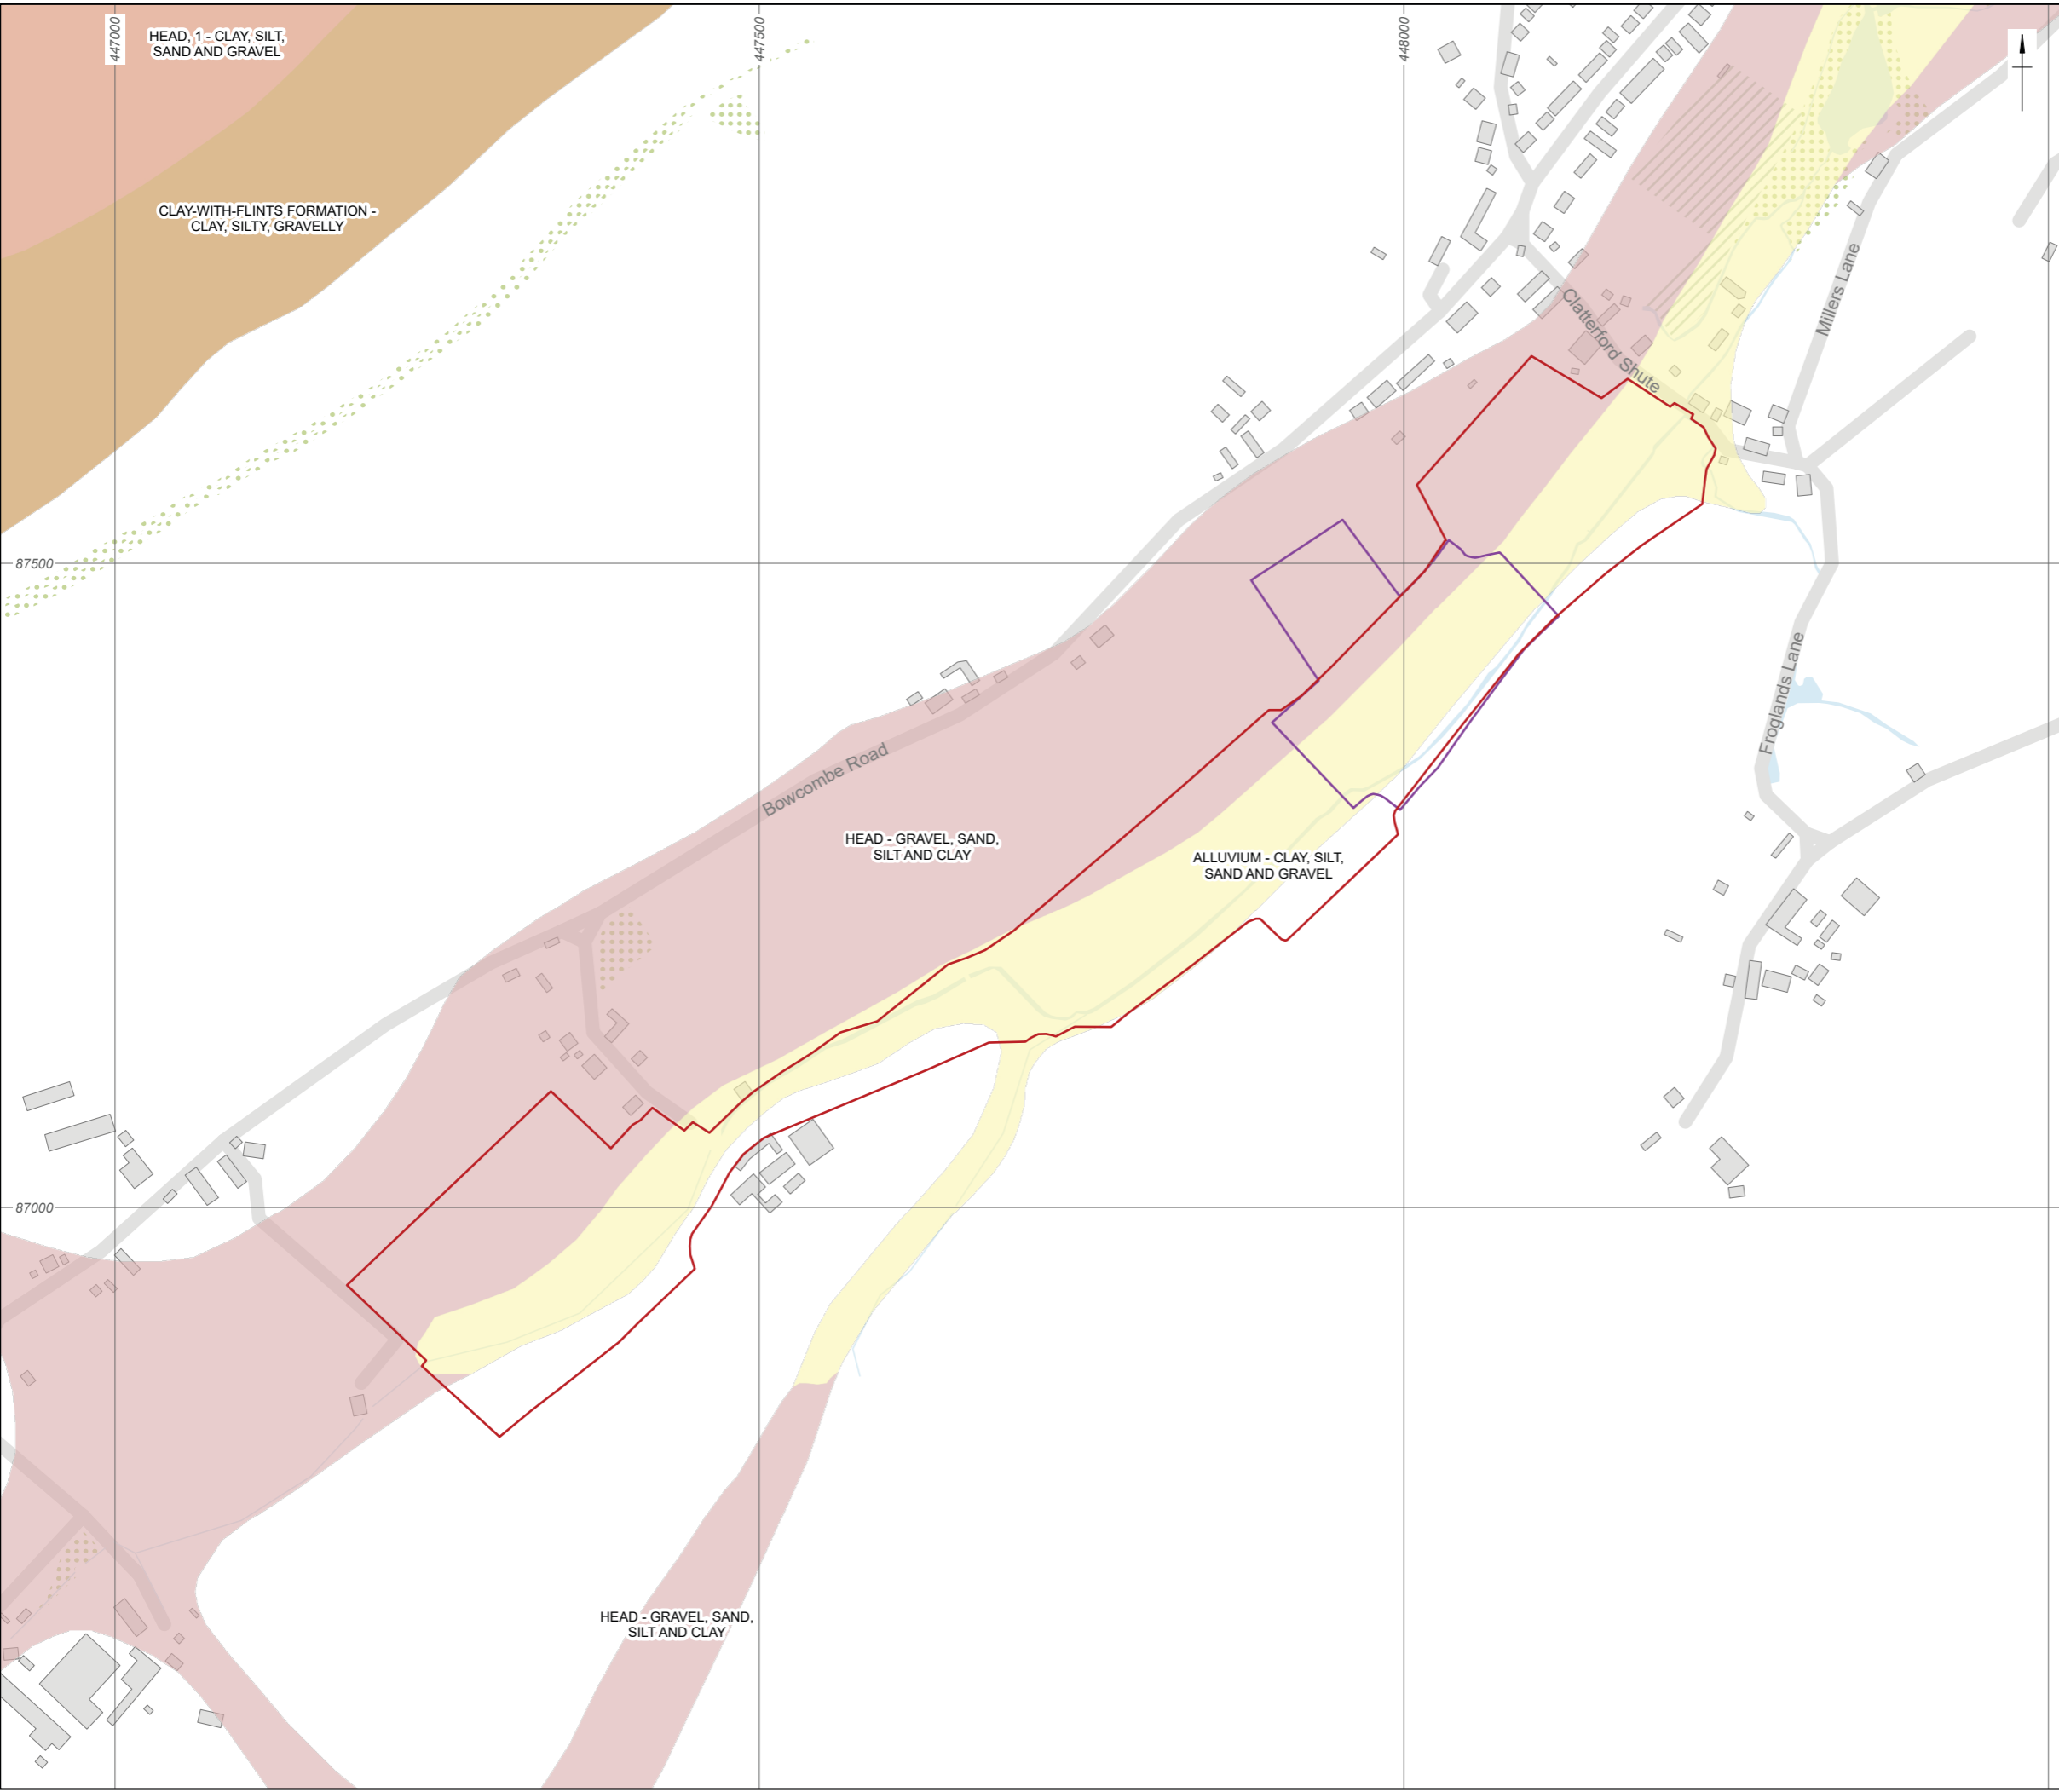 447000
447500
448000
HEAD, 1 - CLAY, SILT,
SAND AND GRAVEL
CLAY-WITH-FLINTS FORMATION -
CLAY, SILTY, GRAVELLY
Clatterford Shute
Millers Lane
87500
Froglands Lane
Bowcombe Road
HEAD - GRAVEL, SAND,
SILT AND CLAY
ALLUVIUM - CLAY, SILT,
SAND AND GRAVEL
87000
HEAD - GRAVEL, SAND,
SILT AND CLAY